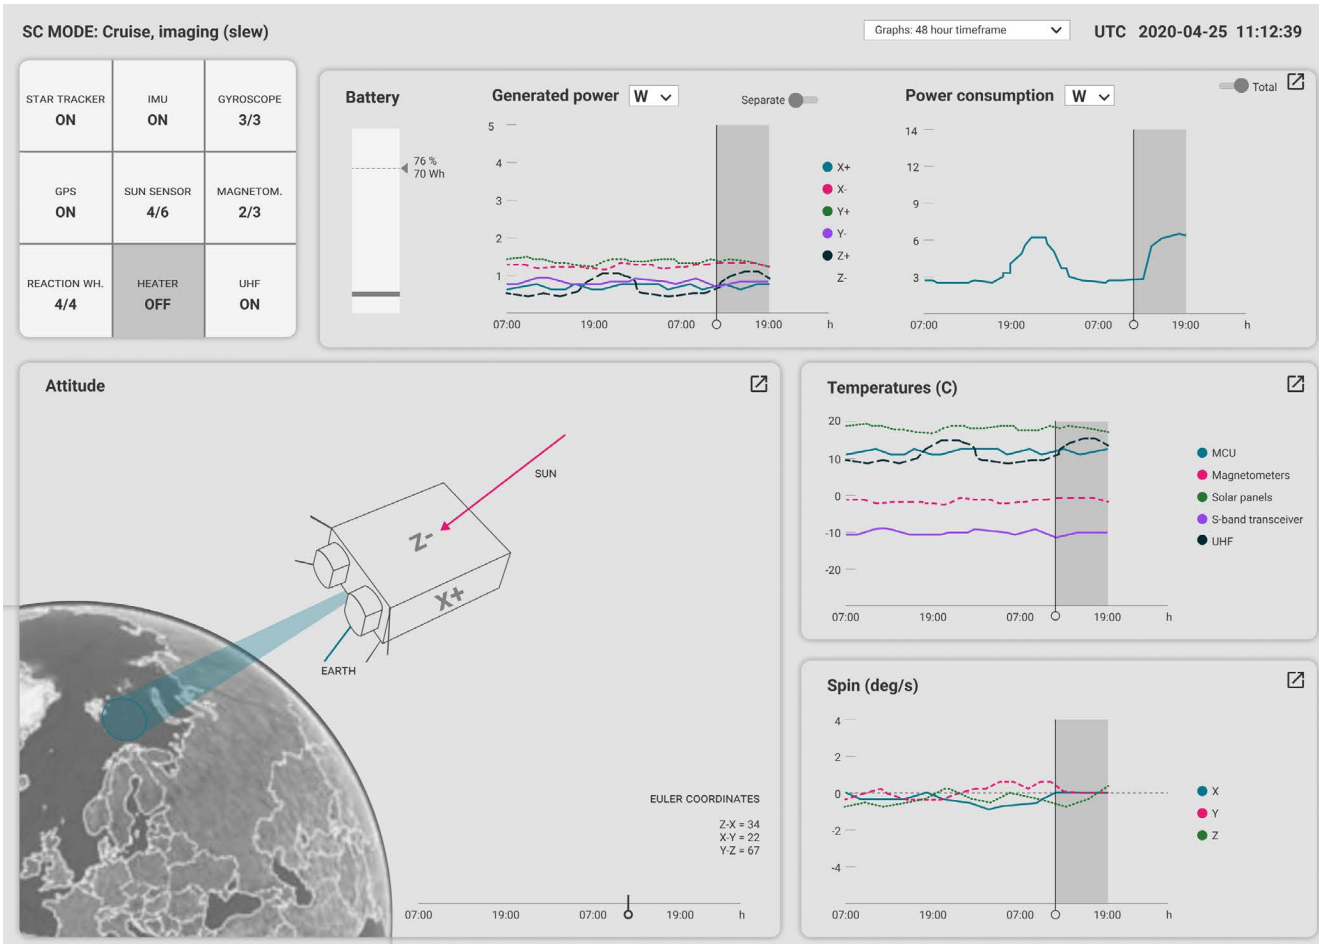 SC MODE: Cruise, imaging (slew)
Graphs: 48 hour timeframe
UTC 2020-04-25 11:12:39
STAR TRACKER
ON
IMU
ON
GYROSCOPE
3/3
GPS
ON
SUN SENSOR
4/6
MAGNETOM.
2/3
REACTION WH.
4/4
HEATER
OFF
UHF
ON
Battery
76 %
70 Wh
Generated power W
Separate
5
4
3
2
1
07:00 19:00 07:00 19:00 h
X+
X-
Y+
Y-
Z+
Z-
Power consumption W
Total
14
12
9
6
3
07:00 19:00 07:00 19:00 h
Attitude
SUN
Z-
X+
EARTH
EULER COORDINATES
Z-X = 34
X-Y = 22
Y-Z = 67
07:00 19:00 07:00 19:00 h
Temperatures (C)
20
10
0
-10
-20
07:00 19:00 07:00 19:00 h
MCU
Magnetometers
Solar panels
S-band transceiver
UHF
Spin (deg/s)
4
2
0
-2
-4
07:00 19:00 07:00 19:00 h
X
Y
Z